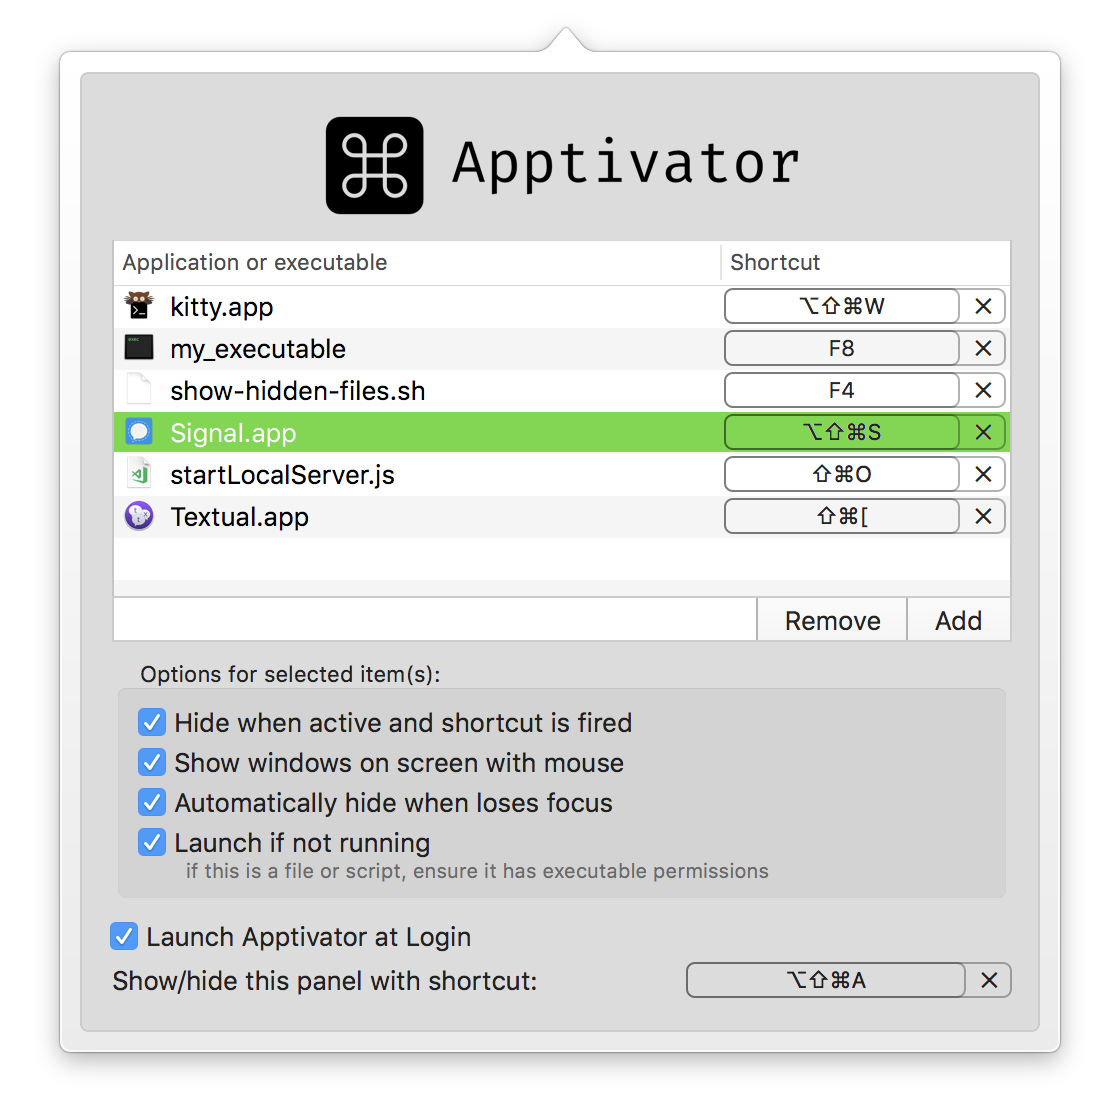 ⌘ Apptivator
Application or executable Shortcut
kitty.app ⌥⇧⌘W ✕
my_executable F8 ✕
show-hidden-files.sh F4 ✕
Signal.app ⌥⇧⌘S ✕
startLocalServer.js ⇧⌘O ✕
Textual.app ⇧⌘[ ✕
Remove Add
Options for selected item(s):
Hide when active and shortcut is fired
Show windows on screen with mouse
Automatically hide when loses focus
Launch if not running
if this is a file or script, ensure it has executable permissions
Launch Apptivator at Login
Show/hide this panel with shortcut: ⌥⇧⌘A ✕